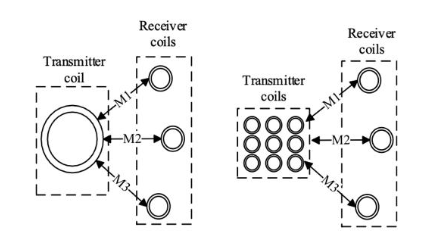 Receiver
coils
Transmitter
coil
M1
M2
M3
Receiver
coils
Transmitter
coils
M1
M2
M3